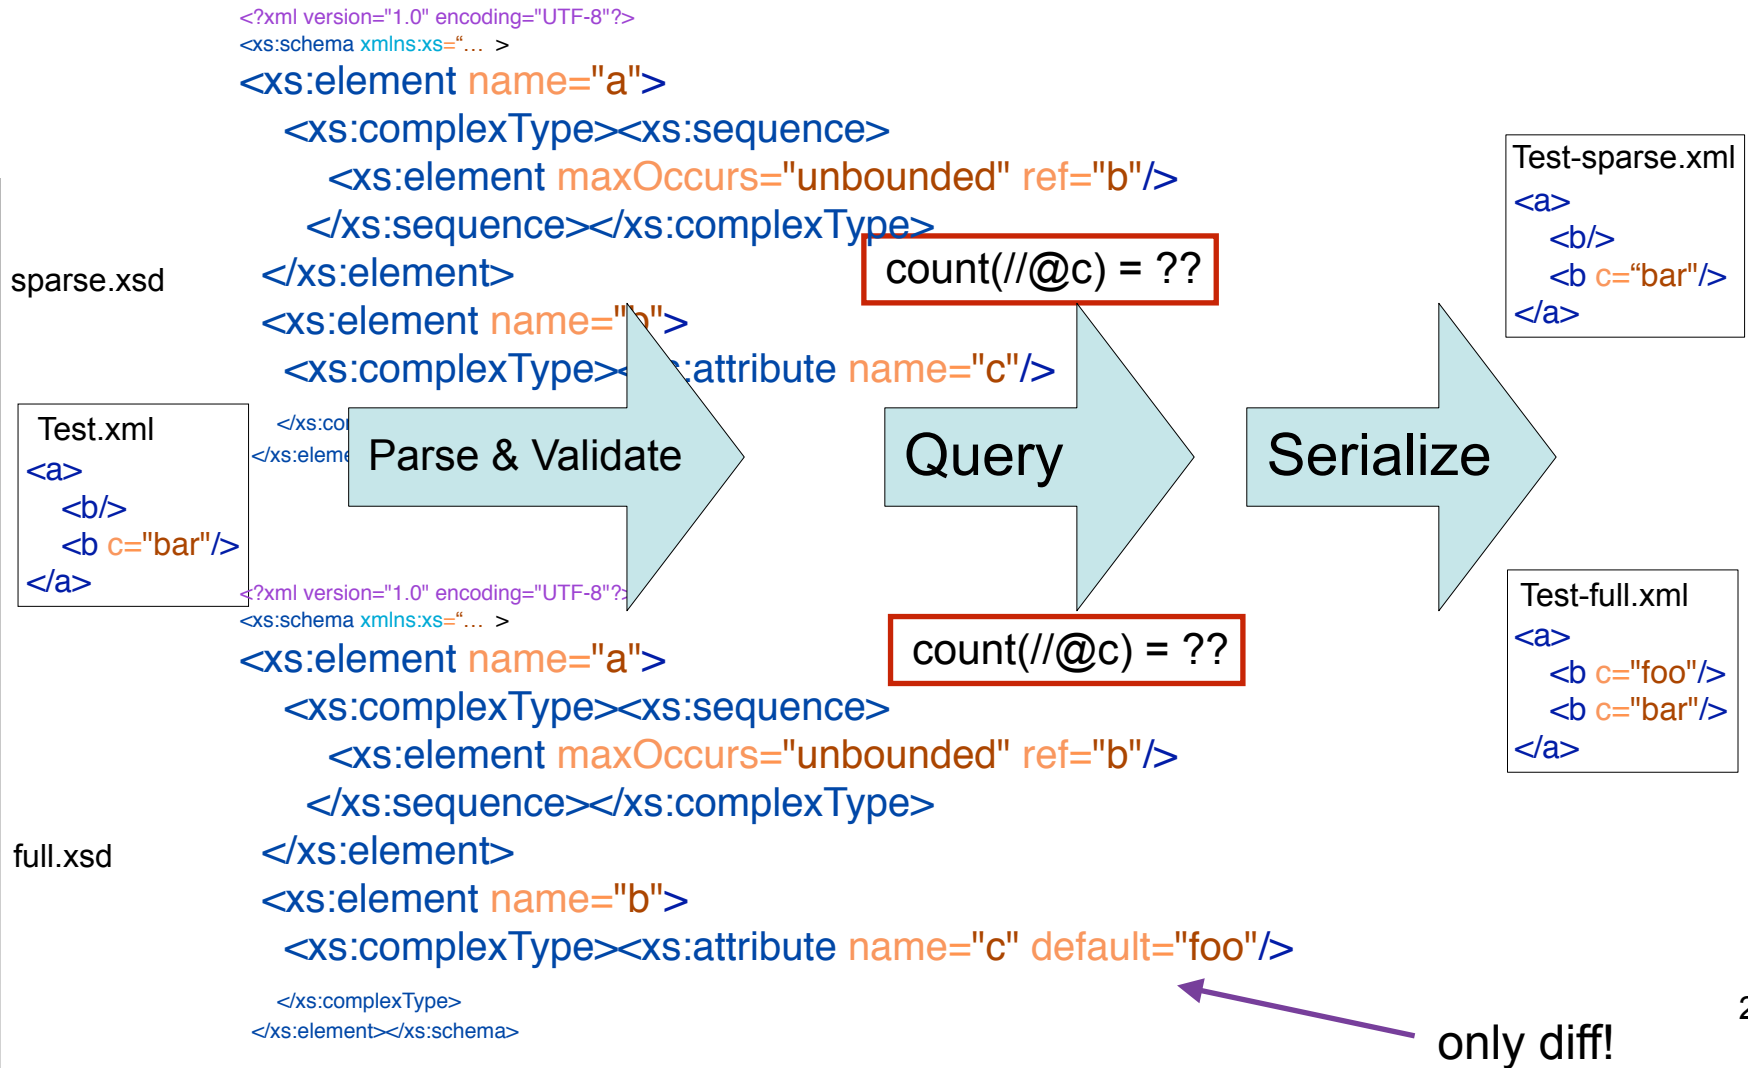 <?xml version="1.0" encoding="UTF-8"?>
<xs:schema xmlns:xs=“… >
<xs:element name="a">
<xs:complexType><xs:sequence>
<xs:element maxOccurs="unbounded" ref="b"/>
</xs:sequence></xs:complexType>
</xs:element>
<xs:element name="b">
<xs:complexType><xs:attribute name="c"/>
</xs:co
</xs:eleme
sparse.xsd
count(//@c) = ??
Test-sparse.xml
<a>
<b/>
<b c=“bar"/>
</a>
Test.xml
<a>
<b/>
<b c="bar"/>
</a>
Parse & Validate
Query
Serialize
<?xml version="1.0" encoding="UTF-8"?>
<xs:schema xmlns:xs=“… >
<xs:element name="a">
<xs:complexType><xs:sequence>
<xs:element maxOccurs="unbounded" ref="b"/>
</xs:sequence></xs:complexType>
</xs:element>
<xs:element name="b">
<xs:complexType><xs:attribute name="c" default="foo"/>
</xs:complexType>
</xs:element></xs:schema>
full.xsd
count(//@c) = ??
Test-full.xml
<a>
<b c="foo"/>
<b c="bar"/>
</a>
only diff!